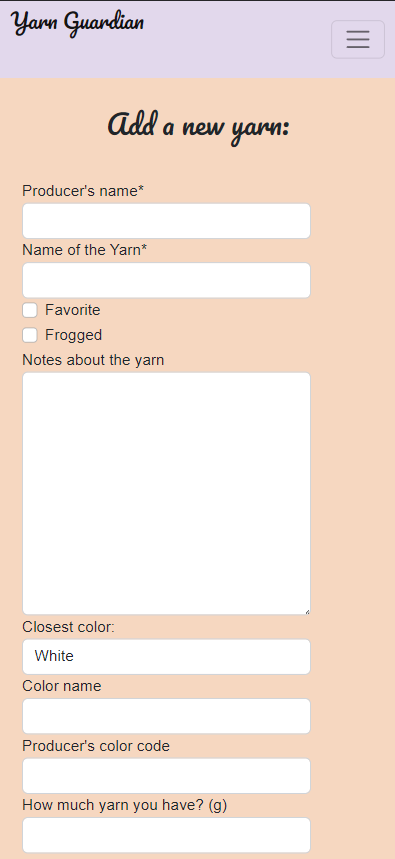 Yarn Guardian
Add a new yarn:
Producer's name*
Name of the Yarn*
Favorite
Frogged
Notes about the yarn
Closest color:
White
Color name
Producer's color code
How much yarn you have? (g)